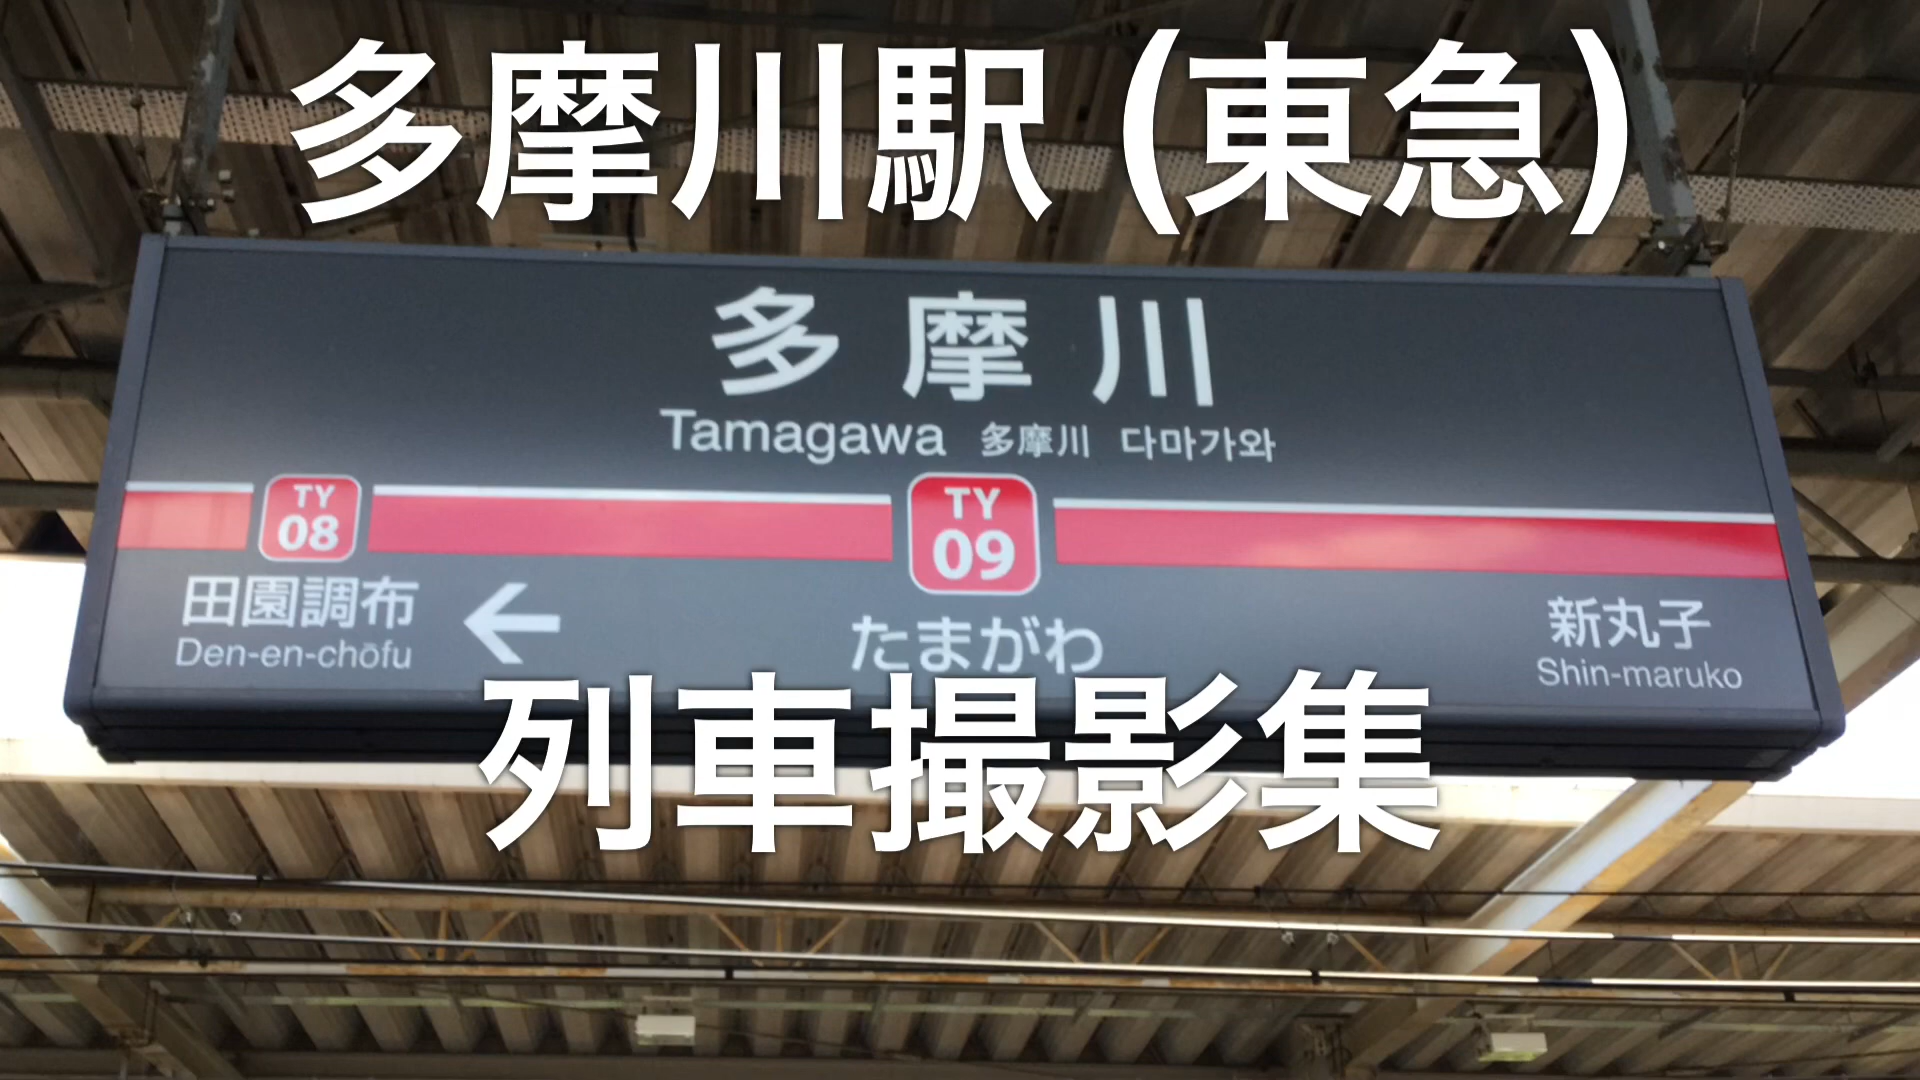 多摩川駅 (東急)
多摩川
Tamagawa 多摩川 다마가와
TY 08
TY 09
田園調布 ←
Den-en-chōfu
たまがわ
新丸子
Shin-maruko
列車撮影集